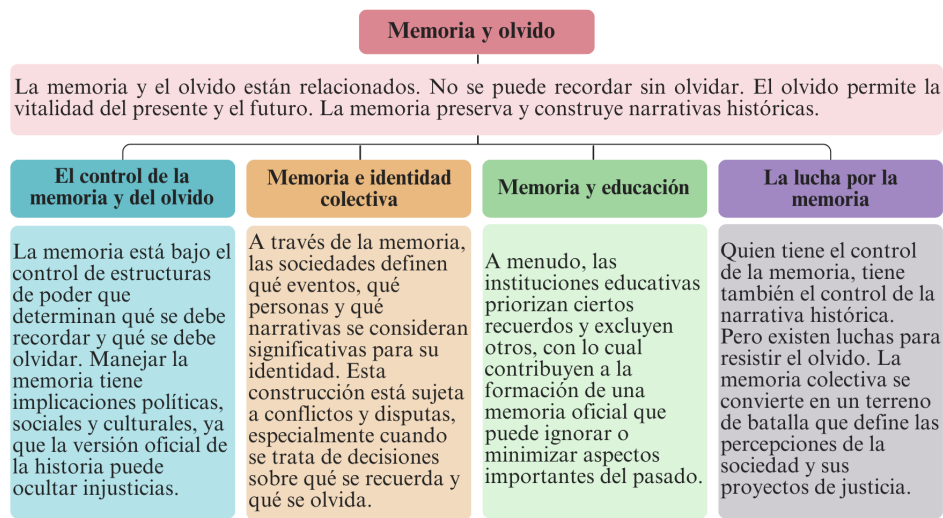 Memoria y olvido
La memoria y el olvido están relacionados. No se puede recordar sin olvidar. El olvido permite la
vitalidad del presente y el futuro. La memoria preserva y construye narrativas históricas.
El control de la
memoria y del olvido
La memoria está bajo el
control de estructuras
de poder que
determinan qué se debe
recordar y qué se debe
olvidar. Manejar la
memoria tiene
implicaciones políticas,
sociales y culturales, ya
que la versión oficial de
la historia puede
ocultar injusticias.
Memoria e identidad
colectiva
A través de la memoria,
las sociedades definen
qué eventos, qué
personas y qué
narrativas se consideran
significativas para su
identidad. Esta
construcción está sujeta
a conflictos y disputas,
especialmente cuando
se trata de decisiones
sobre qué se recuerda y
qué se olvida.
Memoria y educación
A menudo, las
instituciones educativas
priorizan ciertos
recuerdos y excluyen
otros, con lo cual
contribuyen a la
formación de una
memoria oficial que
puede ignorar o
minimizar aspectos
importantes del pasado.
La lucha por la
memoria
Quien tiene el control
de la memoria, tiene
también el control de la
narrativa histórica.
Pero existen luchas para
resistir el olvido. La
memoria colectiva se
convierte en un terreno
de batalla que define las
percepciones de la
sociedad y sus
proyectos de justicia.